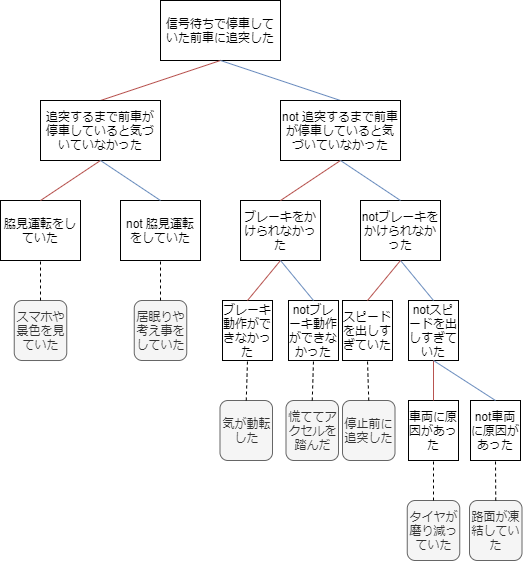 信号待ちで停車して
いた前車に追突した
追突するまで前車が
停車していると気づ
いていなかった
not 追突するまで前車
が停車していると気
づいていなかった
脇見運転をし
ていた
not 脇見運転
をしていた
ブレーキをか
けられなかっ
た
notブレーキを
かけられなか
った
スマホや
景色を見
ていた
居眠りや
考え事を
していた
ブレーキ
動作がで
きなかった
notブレ
ーキ動作
ができな
かった
スピード
を出しす
ぎていた
notスピ
ードを出し
すぎてい
た
気が動転
した
慌ててア
クセルを
踏んだ
停止前に
追突した
車両に原
因があっ
た
not車両
に原因が
あった
タイヤが
磨り減っ
ていた
路面が凍
結してい
た